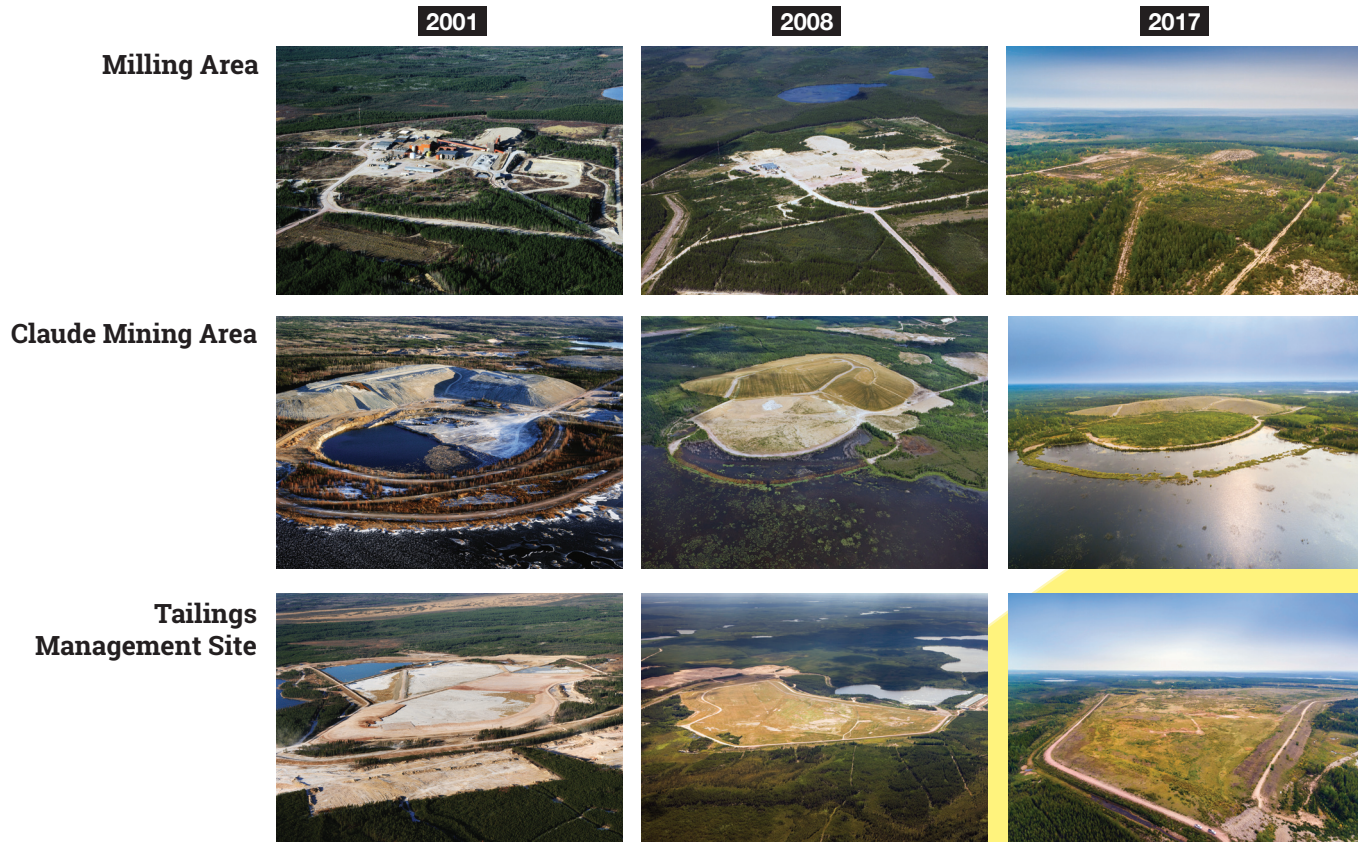 2001
2008
2017
Milling Area
Claude Mining Area
Tailings
Management Site